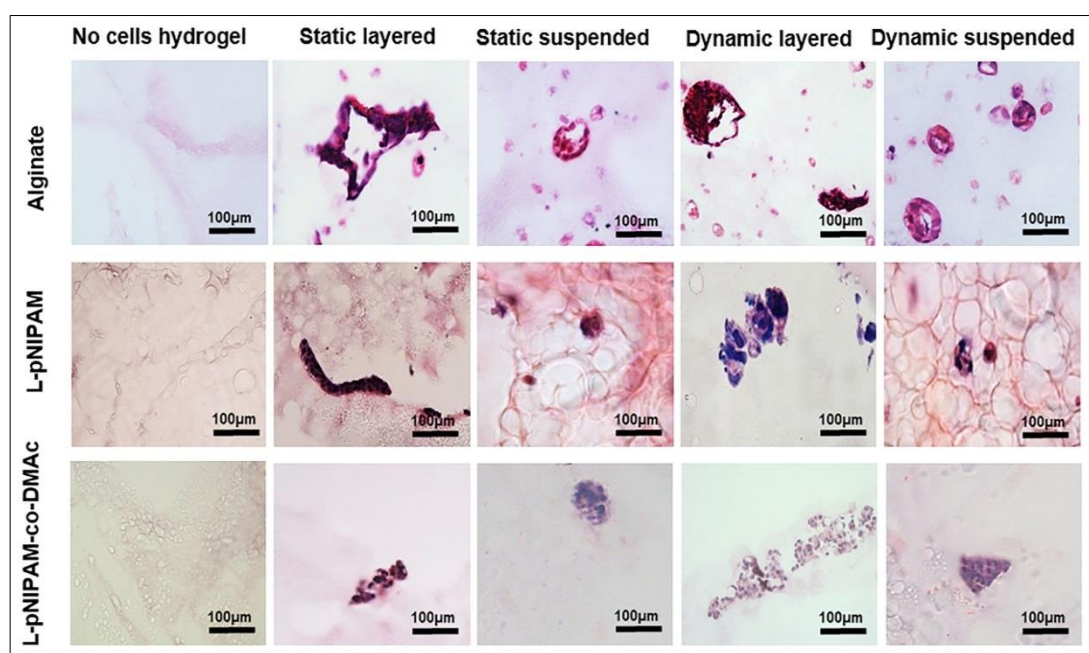 No cells hydrogel Static layered Static suspended Dynamic layered Dynamic suspended
Alginate
100µm 100µm 100µm 100µm 100µm
L-pNIPAM
100µm 100µm 100µm 100µm 100µm
L-pNIPAM-co-DMAc
100µm 100µm 100µm 100µm 100µm